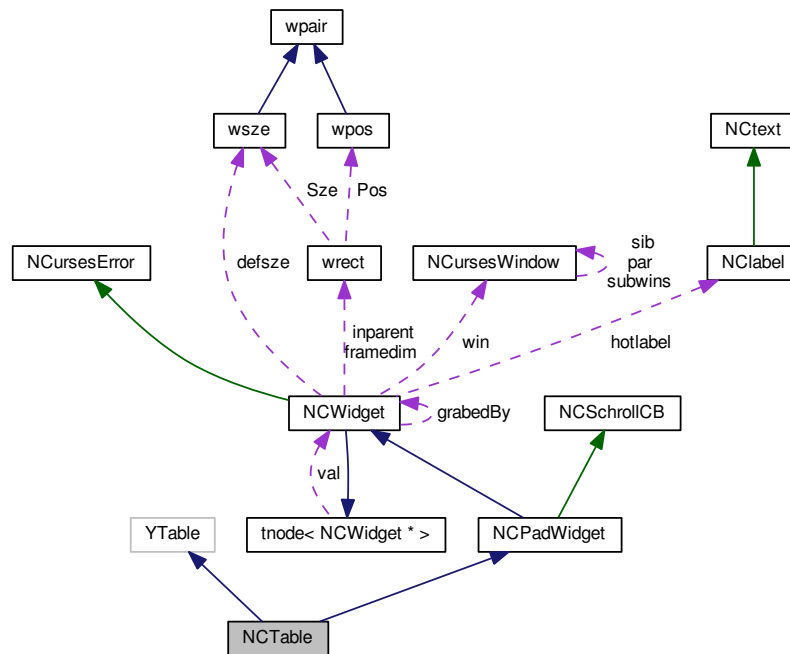 wpair
wsze
wpos
NCtext
Sze
Pos
NCursesError
defsze
wrect
NCursesWindow
sib
par
subwins
NClabel
inparent
framedim
win
hotlabel
NCWidget
grabedBy
NCSchrollCB
val
YTable
tnode< NCWidget * >
NCPadWidget
NCTable